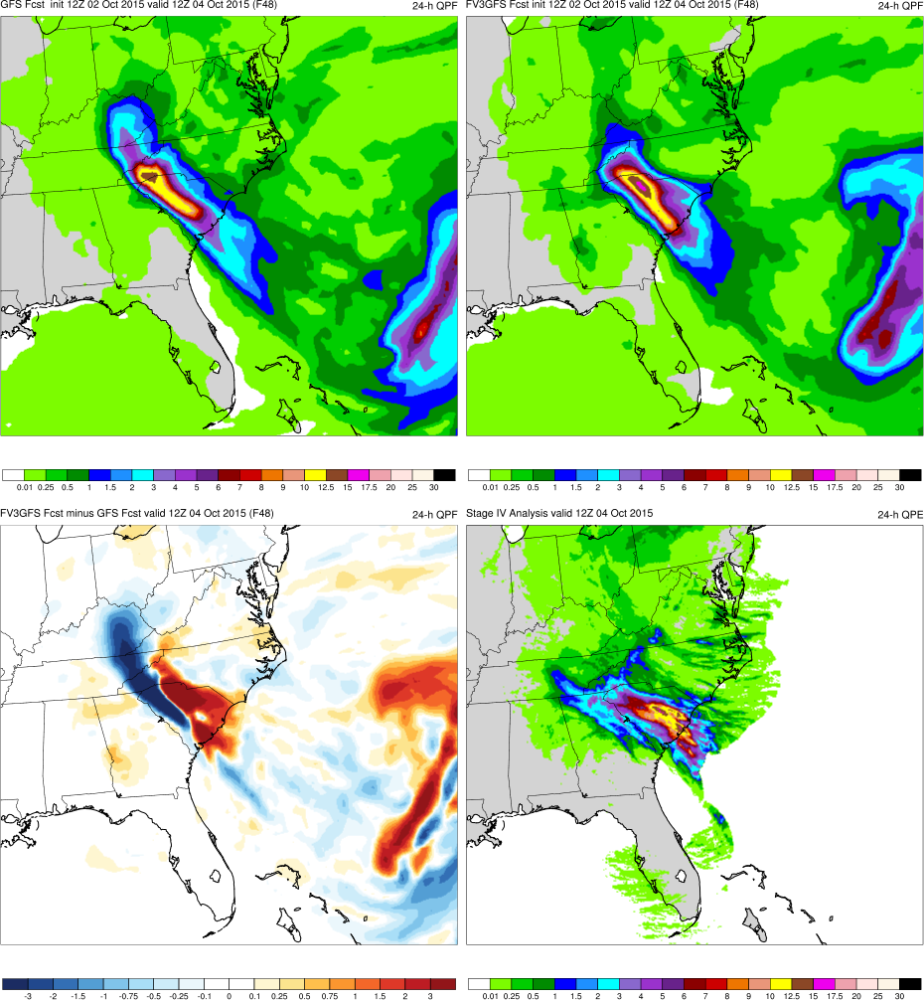 GFS Fcst init 12Z 02 Oct 2015 valid 12Z 04 Oct 2015 (F48) 24-h QPF
FV3GFS Fcst init 12Z 02 Oct 2015 valid 12Z 04 Oct 2015 (F48) 24-h QPF
0.01 0.25 0.5 1 1.5 2 3 4 5 6 7 8 9 10 12.5 15 17.5 20 25 30
0.01 0.25 0.5 1 1.5 2 3 4 5 6 7 8 9 10 12.5 15 17.5 20 25 30
FV3GFS Fcst minus GFS Fcst valid 12Z 04 Oct 2015 (F48) 24-h QPF
Stage IV Analysis valid 12Z 04 Oct 2015 24-h QPE
-3 -2 -1.5 -1 -0.75 -0.5 -0.25 -0.1 0 0.1 0.25 0.5 0.75 1 1.5 2 3
0.01 0.25 0.5 1 1.5 2 3 4 5 6 7 8 9 10 12.5 15 17.5 20 25 30